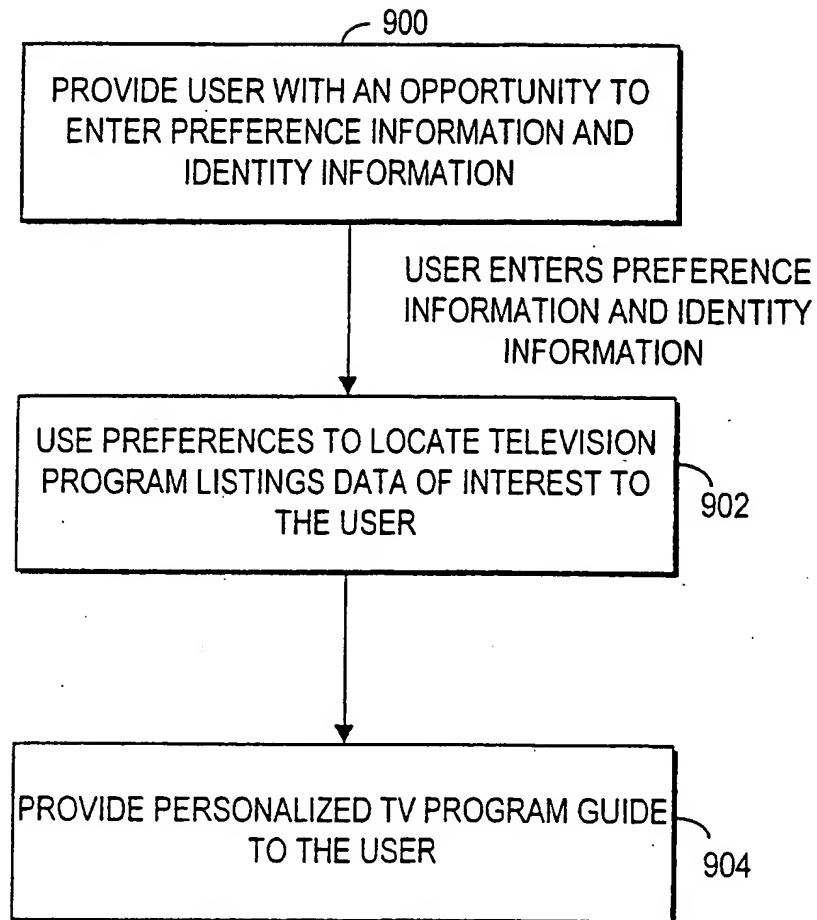 900
PROVIDE USER WITH AN OPPORTUNITY TO
ENTER PREFERENCE INFORMATION AND
IDENTITY INFORMATION
USER ENTERS PREFERENCE
INFORMATION AND IDENTITY
INFORMATION
USE PREFERENCES TO LOCATE TELEVISION
PROGRAM LISTINGS DATA OF INTEREST TO
THE USER
902
PROVIDE PERSONALIZED TV PROGRAM GUIDE
TO THE USER
904